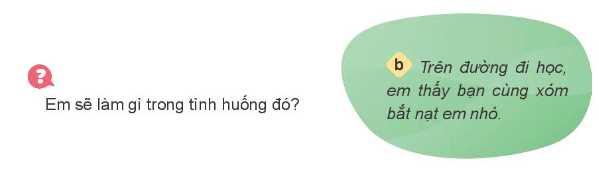 ?
Em sẽ làm gì trong tình huống đó?
b Trên đường đi học,
em thấy bạn cùng xóm
bắt nạt em nhỏ.